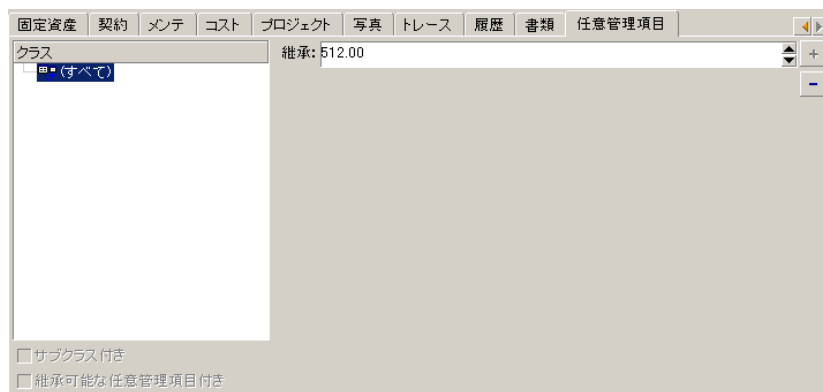 固定資産 契約 メンテ コスト プロジェクト 写真 トレース 履歴 書類 任意管理項目
クラス
(すべて)
継承: 512.00
サブクラス付き
継承可能な任意管理項目付き